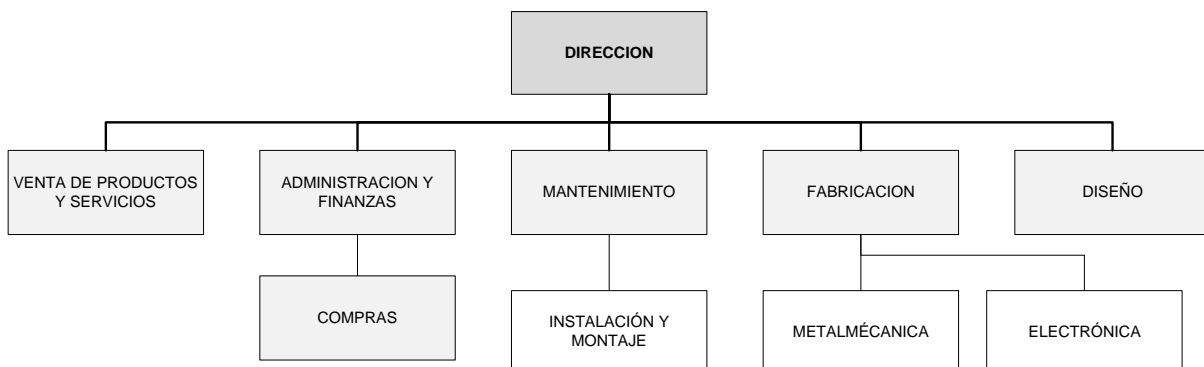 DIRECCION
VENTA DE PRODUCTOS
Y SERVICIOS
ADMINISTRACION Y
FINANZAS
MANTENIMIENTO
FABRICACION
DISEÑO
COMPRAS
INSTALACIÓN Y
MONTAJE
METALMÉCANICA
ELECTRÓNICA